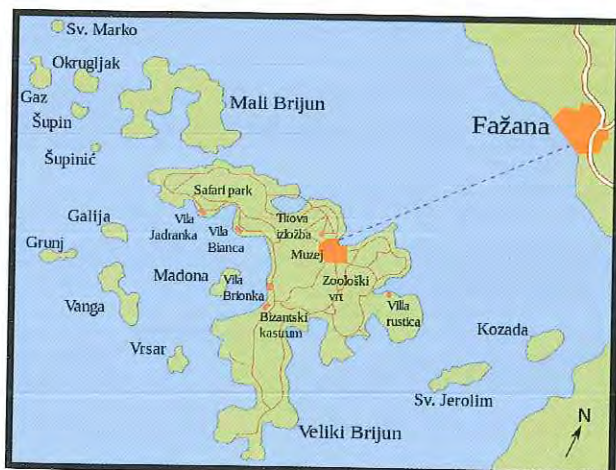 Sv. Marko
Okrugljak
Gaz
Šupin
Mali Brijun
Fažana
Šupinić
Safari park
Galija
Vila
Jadranka
Vila
Bianca
Titova
izložba
Grunj
Muzej
Madona
Vila
Brionka
Zoološki
vrt
Vanga
Bizantski
kastrum
Villa
rustica
Kozada
Vrsar
Sv. Jerolim
N
Veliki Brijun